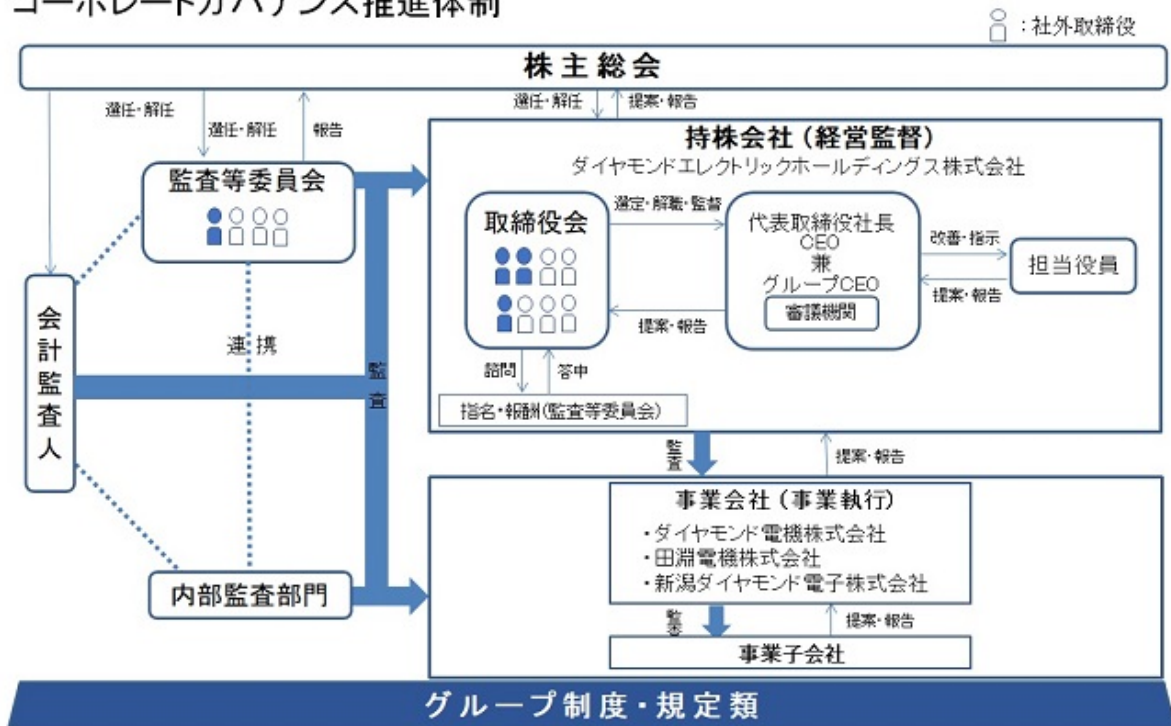 コーポレートガバナンス推進体制
：社外取締役
株主総会
選任・解任
選任・解任
報告
選任・解任
提案・報告
持株会社（経営監督）
ダイヤモンドエレクトリックホールディングス株式会社
監査等委員会
取締役会
選定・解職・監督
代表取締役社長
CEO
兼
グループCEO
審議機関
改善・指示
提案・報告
担当役員
提案・報告
会計監査人
連携
監査
諮問
答申
指名・報酬(監査等委員会)
監査
提案・報告
事業会社（事業執行）
・ダイヤモンド電機株式会社
・田淵電機株式会社
・新潟ダイヤモンド電子株式会社
内部監査部門
監査
提案・報告
事業子会社
グループ制度・規定類